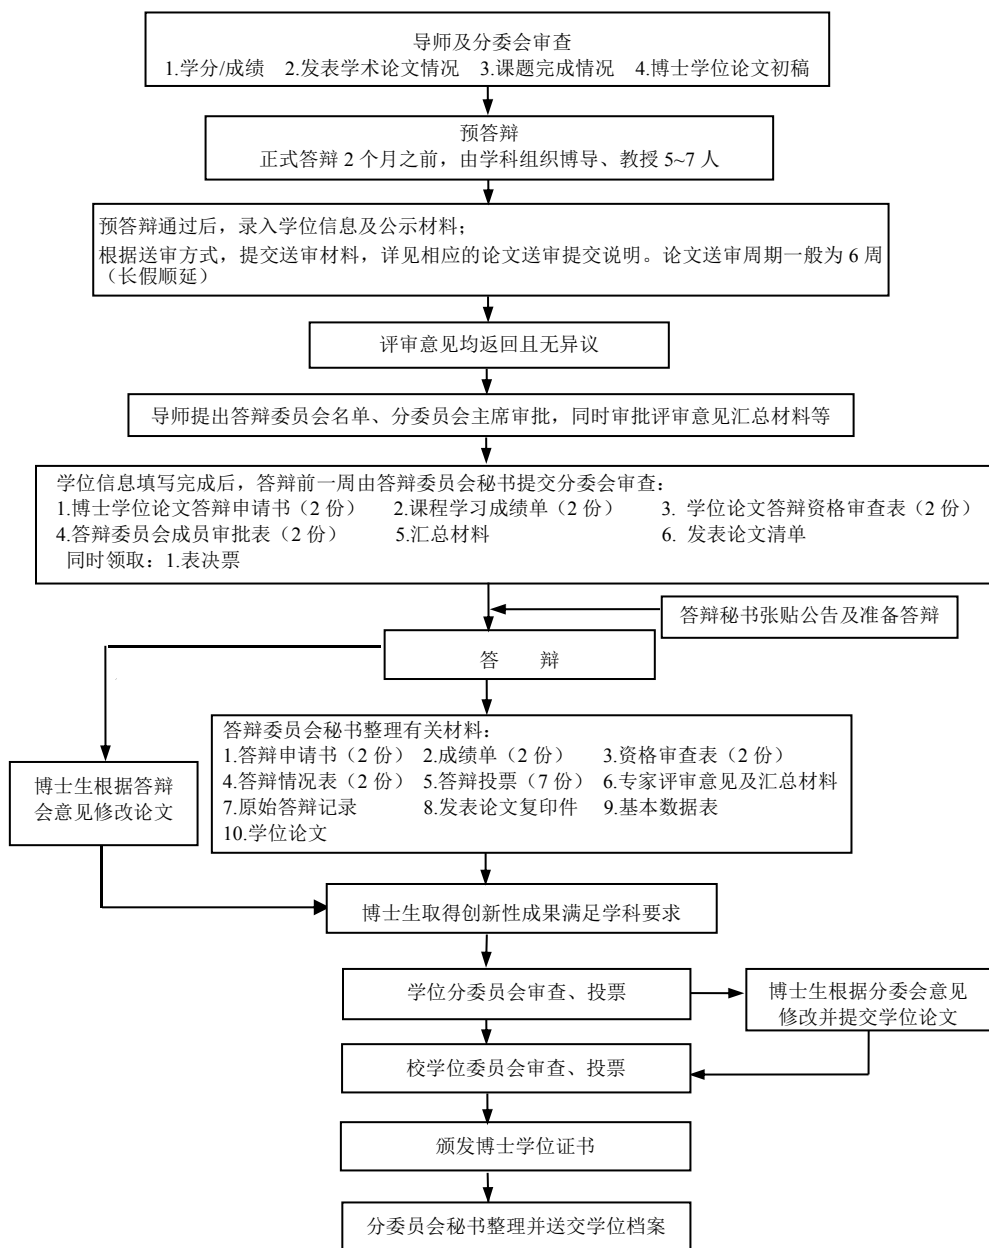 导师及分委会审查
1.学分/成绩 2.发表学术论文情况 3.课题完成情况 4.博士学位论文初稿
预答辩
正式答辩 2 个月之前，由学科组织博导、教授 5~7 人
预答辩通过后，录入学位信息及公示材料；
根据送审方式，提交送审材料，详见相应的论文送审提交说明。论文送审周期一般为 6 周
（长假顺延）
评审意见均返回且无异议
导师提出答辩委员会名单、分委员会主席审批，同时审批评审意见汇总材料等
学位信息填写完成后，答辩前一周由答辩委员会秘书提交分委会审查：
1.博士学位论文答辩申请书（2 份） 2.课程学习成绩单（2 份） 3. 学位论文答辩资格审查表（2 份）
4.答辩委员会成员审批表（2 份） 5.汇总材料 6. 发表论文清单
同时领取：1.表决票
答辩秘书张贴公告及准备答辩
答 辩
答辩委员会秘书整理有关材料：
1.答辩申请书（2 份） 2.成绩单（2 份） 3.资格审查表（2 份）
4.答辩情况表（2 份） 5.答辩投票（7 份） 6.专家评审意见及汇总材料
7.原始答辩记录 8.发表论文复印件 9.基本数据表
10.学位论文
博士生根据答辩
会意见修改论文
博士生取得创新性成果满足学科要求
学位分委员会审查、投票
博士生根据分委会意见
修改并提交学位论文
校学位委员会审查、投票
颁发博士学位证书
分委员会秘书整理并送交学位档案